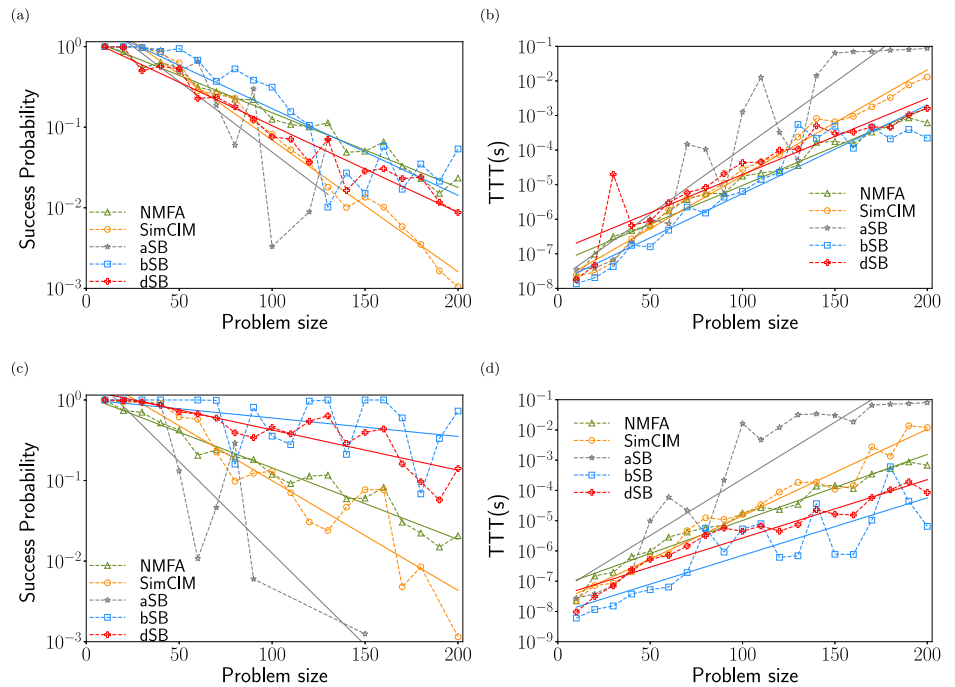 (a)
Success Probability
10^0
10^-1
10^-2
10^-3
NMFA
SimCIM
aSB
bSB
dSB
0 50 100 150 200
Problem size
(b)
TTT(s)
10^-1
10^-2
10^-3
10^-4
10^-5
10^-6
10^-7
10^-8
NMFA
SimCIM
aSB
bSB
dSB
0 50 100 150 200
Problem size
(c)
Success Probability
10^0
10^-1
10^-2
10^-3
NMFA
SimCIM
aSB
bSB
dSB
0 50 100 150 200
Problem size
(d)
TTT(s)
10^-1
10^-2
10^-3
10^-4
10^-5
10^-6
10^-7
10^-8
10^-9
NMFA
SimCIM
aSB
bSB
dSB
0 50 100 150 200
Problem size